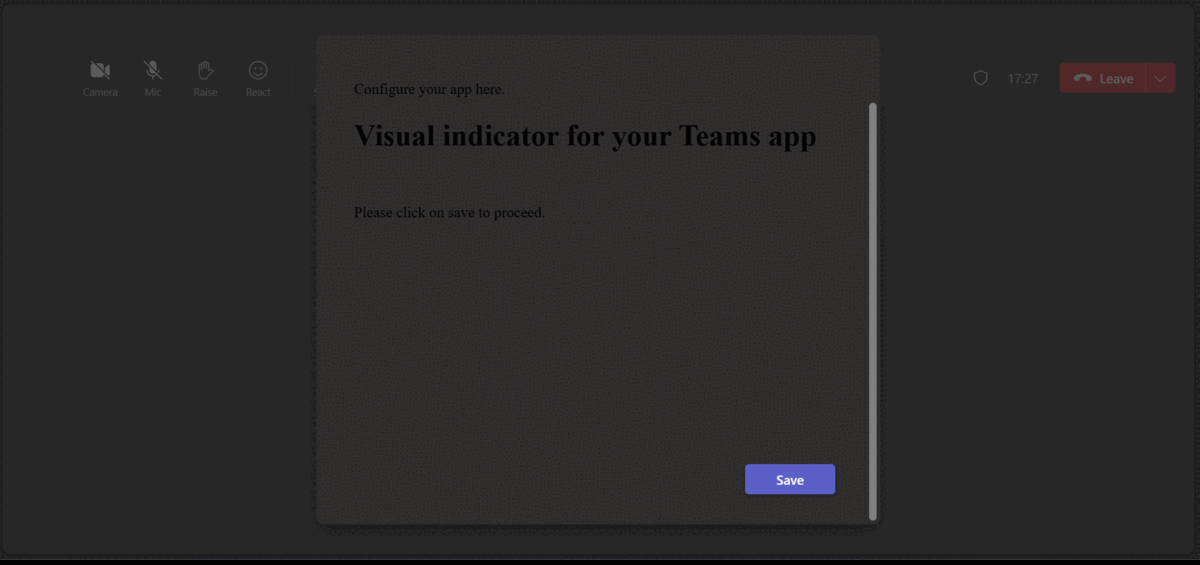 Camera Mic Raise React
17:27 Leave
Configure your app here.
Visual indicator for your Teams app
Please click on save to proceed.
Save